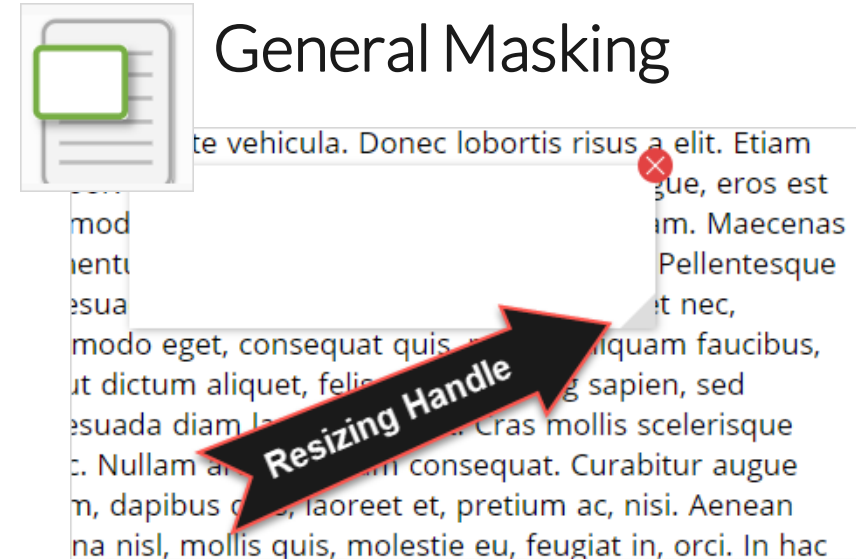 General Masking
te vehicula. Donec lobortis risus a elit. Etiam
gue, eros est
mod am. Maecenas
Pellentesque
esua et nec,
modo eget, consequat quis, liquam faucibus,
ut dictum aliquet, felis g sapien, sed
esuada diam la Cras mollis scelerisque
c. Nullam a m consequat. Curabitur augue
m, dapibus laoreet et, pretium ac, nisi. Aenean
na nisl, mollis quis, molestie eu, feugiat in, orci. In hac
Resizing Handle